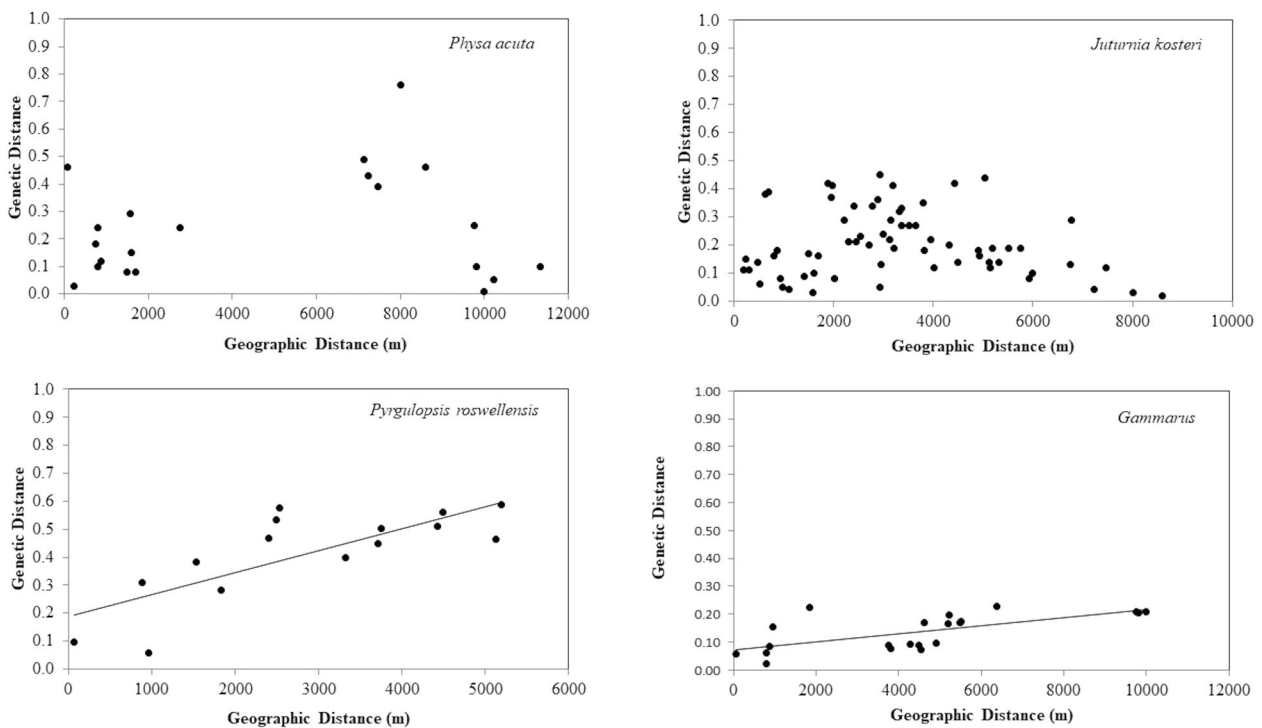 Physa acuta
Genetic Distance
1.0
0.9
0.8
0.7
0.6
0.5
0.4
0.3
0.2
0.1
0.0
0 2000 4000 6000 8000 10000 12000
Geographic Distance (m)
Juturnia kosteri
Genetic Distance
1.0
0.9
0.8
0.7
0.6
0.5
0.4
0.3
0.2
0.1
0.0
0 2000 4000 6000 8000 10000
Geographic Distance (m)
Pyrgulopsis roswellensis
Genetic Distance
1.0
0.9
0.8
0.7
0.6
0.5
0.4
0.3
0.2
0.1
0.0
0 1000 2000 3000 4000 5000 6000
Geographic Distance (m)
Gammarus
Genetic Distance
1.00
0.90
0.80
0.70
0.60
0.50
0.40
0.30
0.20
0.10
0.00
0 2000 4000 6000 8000 10000 12000
Geographic Distance (m)